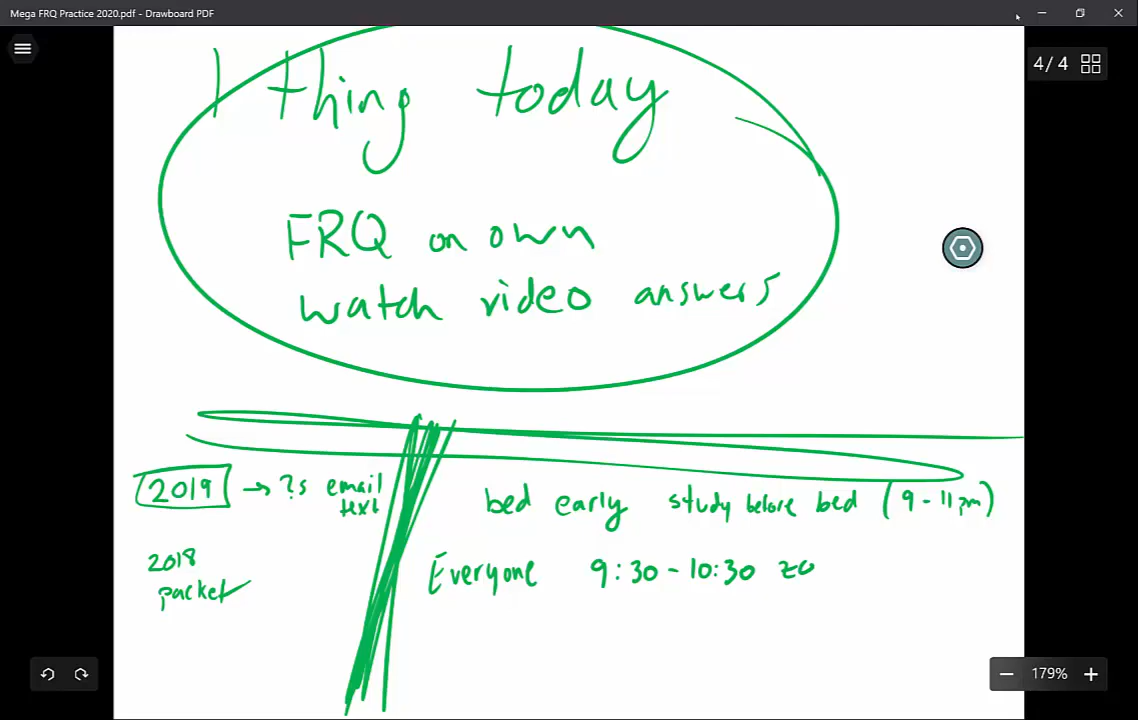 Mega FRQ Practice 2020.pdf - Drawboard PDF
4/4
1 thing today
FRQ on own
watch video answers
2019 → ?s email
text
2018
packet
bed early study before bed (9-11pm)
Everyone 9:30-10:30 zo
179%